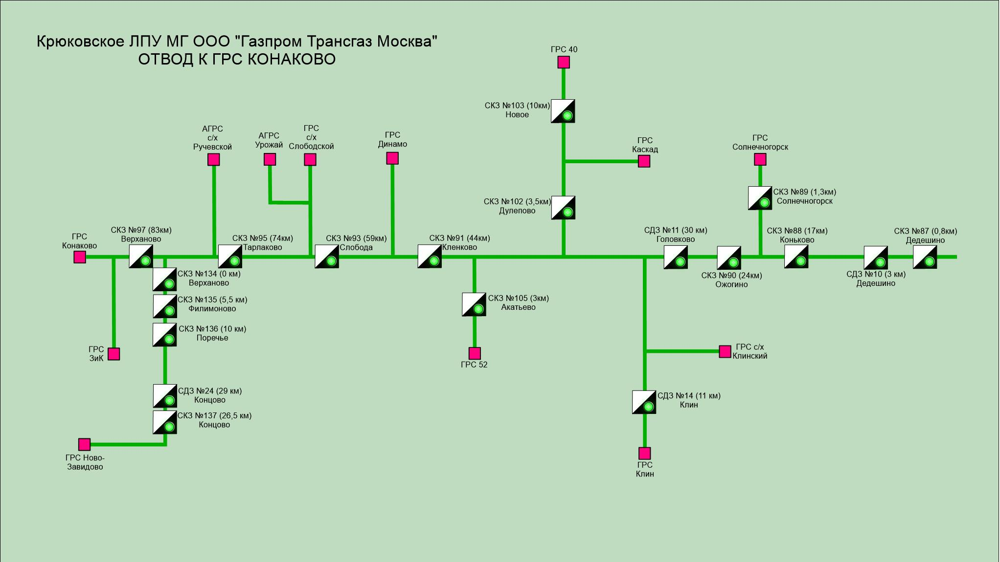 Крюковское ЛПУ МГ ООО "Газпром Трансгаз Москва"
ОТВОД К ГРС КОНАКОВО
ГРС 40
СКЗ №103 (10км)
Новое
АГРС
с/х
Ручевской
АГРС
Урожай
ГРС
с/х
Слободской
ГРС
Динамо
ГРС
Каскад
ГРС
Солнечногорск
СКЗ №102 (3,5км)
Дулепово
СКЗ №89 (1,3км)
Солнечногорск
ГРС
Конаково
СКЗ №97 (83км)
Верханово
СКЗ №95 (74км)
Тарлаково
СКЗ №93 (59км)
Слобода
СКЗ №91 (44км)
Кленково
СДЗ №11 (30 км)
Головково
СКЗ №88 (17км)
Коньково
СКЗ №87 (0,8км)
Дедешино
СКЗ №90 (24км)
Ожогино
СДЗ №10 (3 км)
Дедешино
СКЗ №134 (0 км)
Верханово
СКЗ №135 (5,5 км)
Филимоново
СКЗ №136 (10 км)
Поречье
СКЗ №105 (3км)
Акатьево
ГРС
ЗиК
ГРС 52
ГРС с/х
Клинский
СДЗ №24 (29 км)
Концово
СКЗ №137 (26,5 км)
Концово
СДЗ №14 (11 км)
Клин
ГРС Ново-
Завидово
ГРС
Клин